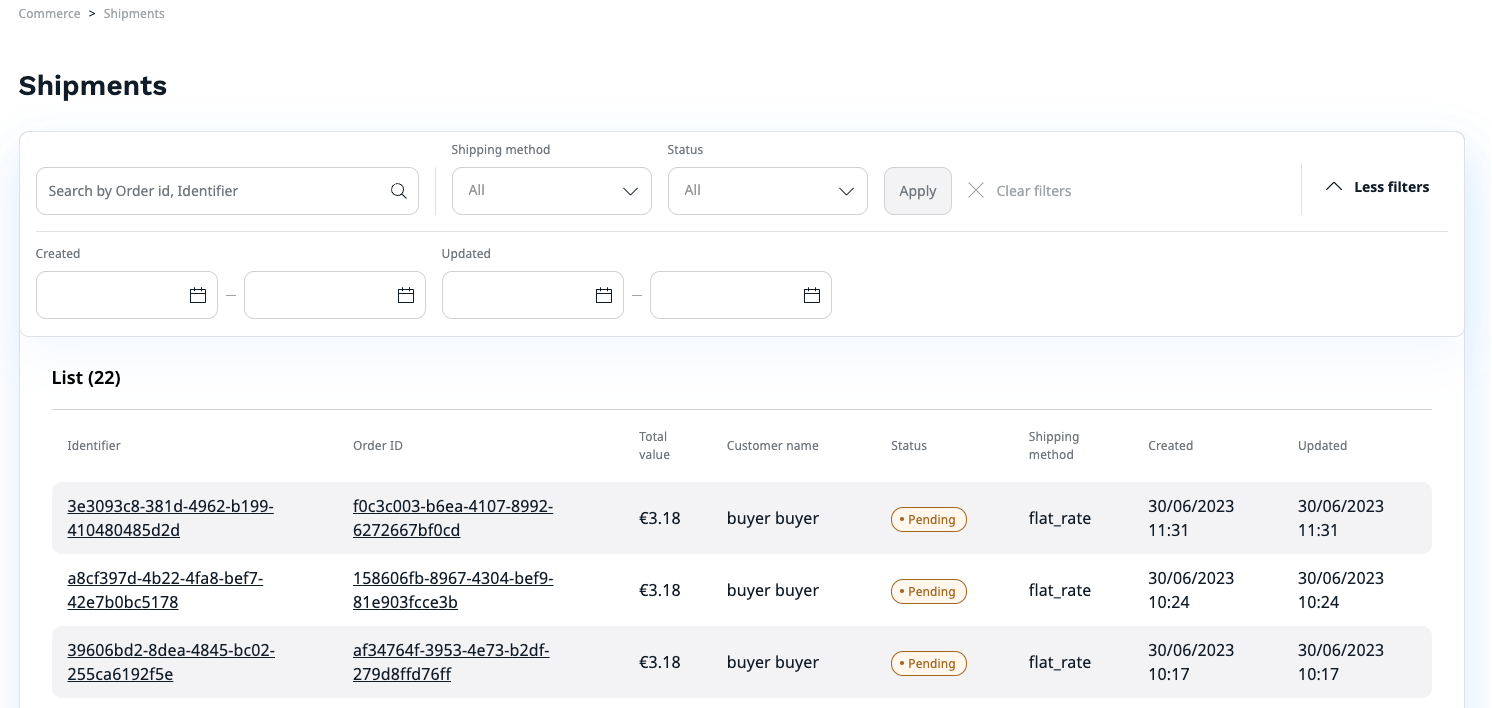 Commerce > Shipments
Shipments
Shipping method
Status
Search by Order id, Identifier
All
All
Apply
Clear filters
Less filters
Created
Updated
–
–
List (22)
Identifier
Order ID
Total
value
Customer name
Status
Shipping
method
Created
Updated
3e3093c8-381d-4962-b199-
410480485d2d
f0c3c003-b6ea-4107-8992-
6272667bf0cd
€3.18
buyer buyer
• Pending
flat_rate
30/06/2023
11:31
30/06/2023
11:31
a8cf397d-4b22-4fa8-bef7-
42e7b0bc5178
158606fb-8967-4304-bef9-
81e903fcce3b
€3.18
buyer buyer
• Pending
flat_rate
30/06/2023
10:24
30/06/2023
10:24
39606bd2-8dea-4845-bc02-
255ca6192f5e
af34764f-3953-4e73-b2df-
279d8ffd76ff
€3.18
buyer buyer
• Pending
flat_rate
30/06/2023
10:17
30/06/2023
10:17